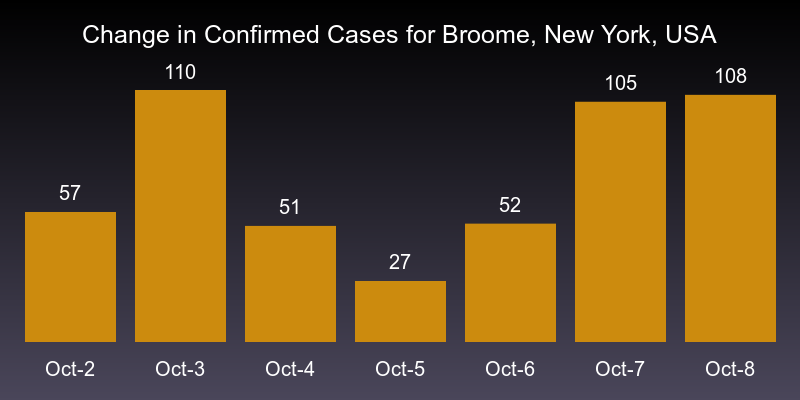 Change in Confirmed Cases for Broome, New York, USA
57
110
51
27
52
105
108
Oct-2
Oct-3
Oct-4
Oct-5
Oct-6
Oct-7
Oct-8